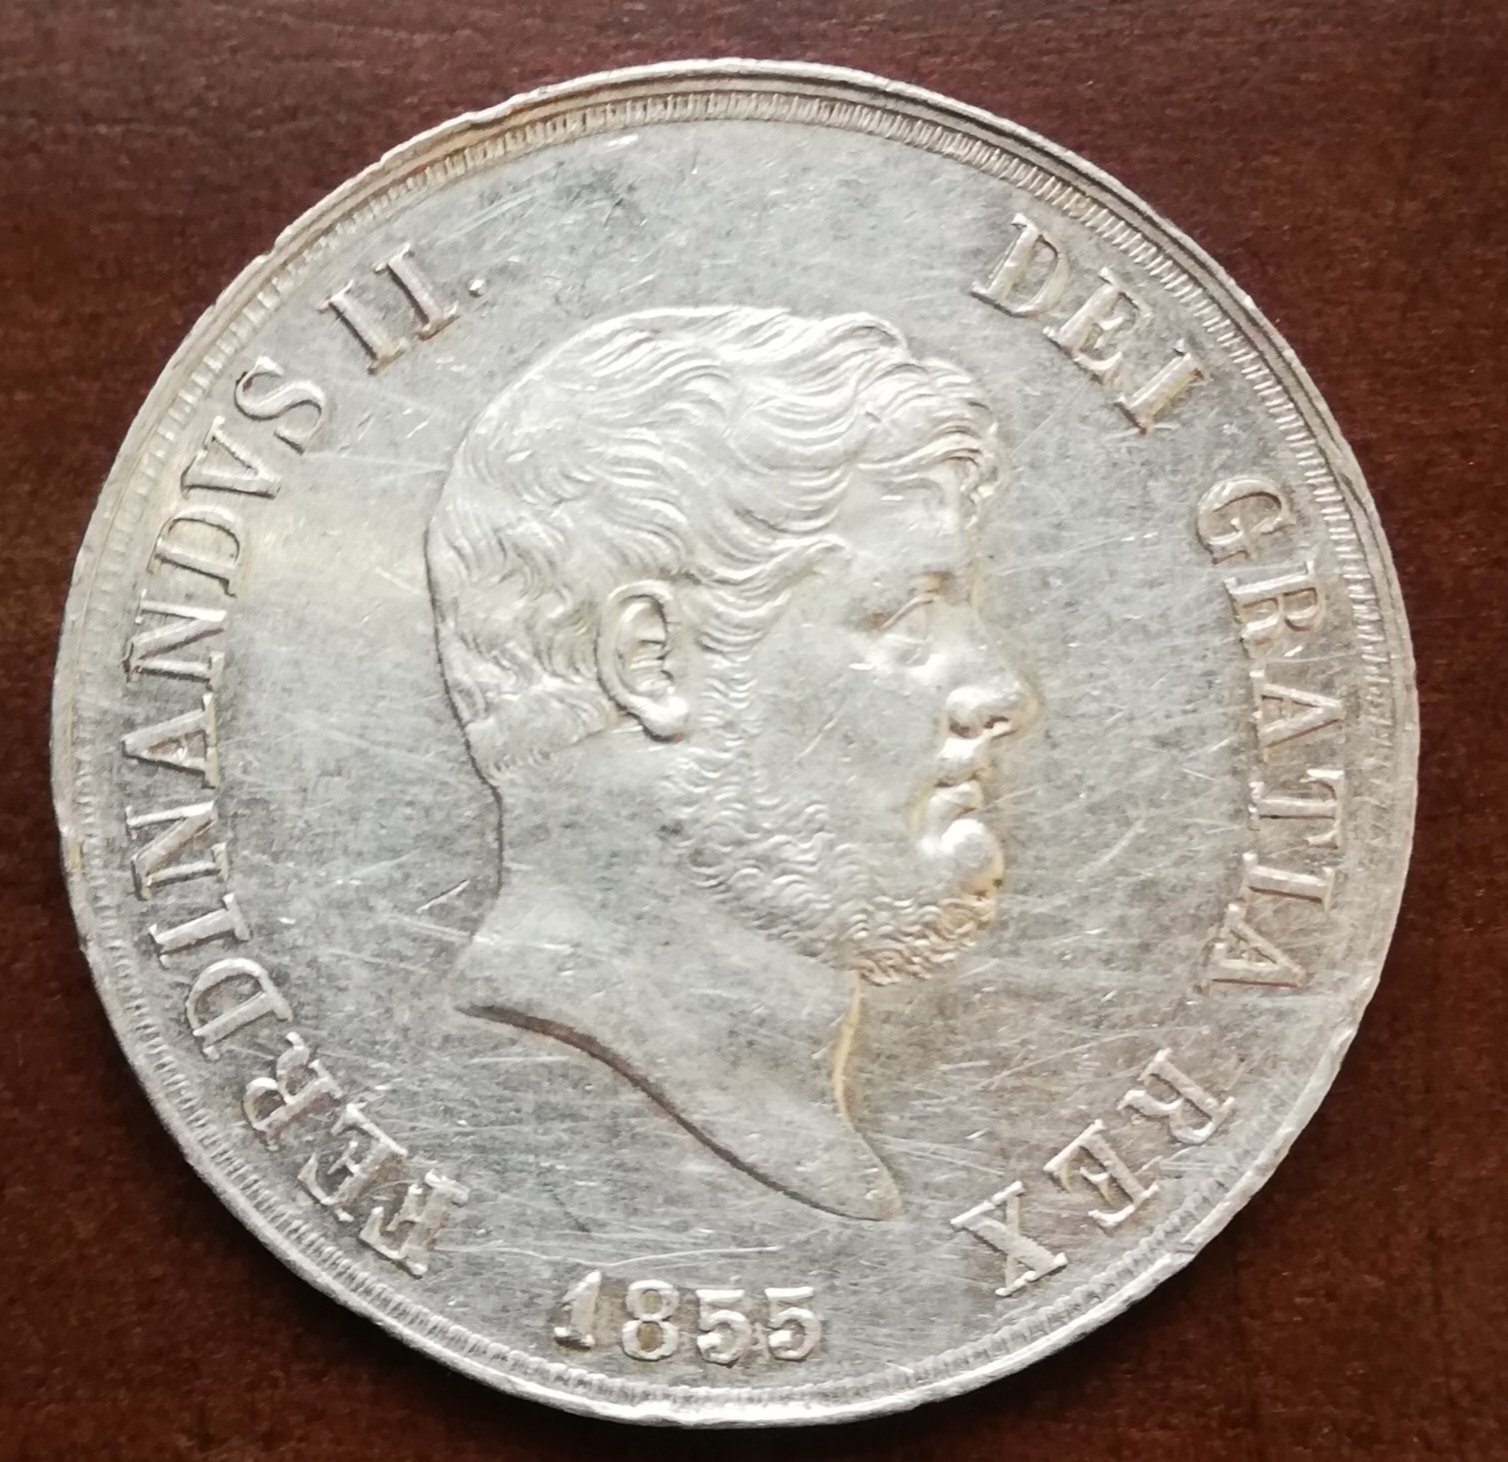 FERDINANDVS II. DEI GRATIA REX
1855